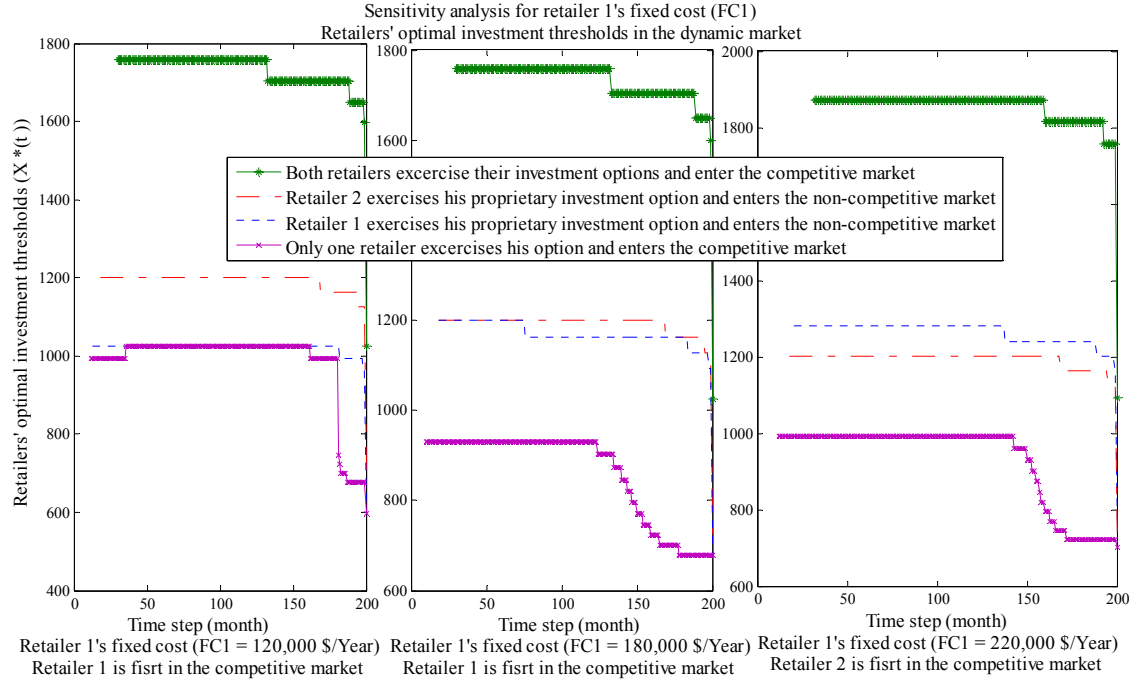 Sensitivity analysis for retailer 1's fixed cost (FC1)
Retailers' optimal investment thresholds in the dynamic market
Retailers' optimal investment thresholds (X *(t ))
1800
1600
1400
1200
1000
800
600
400
50
100
150
200
Time step (month)
Retailer 1's fixed cost (FC1 = 120,000 $/Year)
Retailer 1 is fisrt in the competitive market
1800
1600
1200
1000
800
600
0
50
100
150
200
Time step (month)
Retailer 1's fixed cost (FC1 = 180,000 $/Year)
Retailer 1 is fisrt in the competitive market
2000
1800
1600
1400
1200
1000
800
600
0
50
100
150
200
Time step (month)
Retailer 1's fixed cost (FC1 = 220,000 $/Year)
Retailer 2 is fisrt in the competitive market
Both retailers excercise their investment options and enter the competitive market
Retailer 2 exercises his proprietary investment option and enters the non-competitive market
Retailer 1 exercises his proprietary investment option and enters the non-competitive market
Only one retailer excercises his option and enters the competitive market